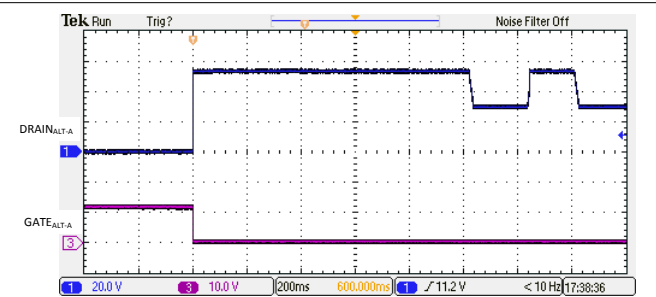 Tek Run Trig? Noise Filter Off
T
T
DRAINALT-A
1
GATEALT-A
3
1 20.0 V 3 10.0 V 200ms 600.000ms 1 11.2 V < 10 Hz 17:38:36